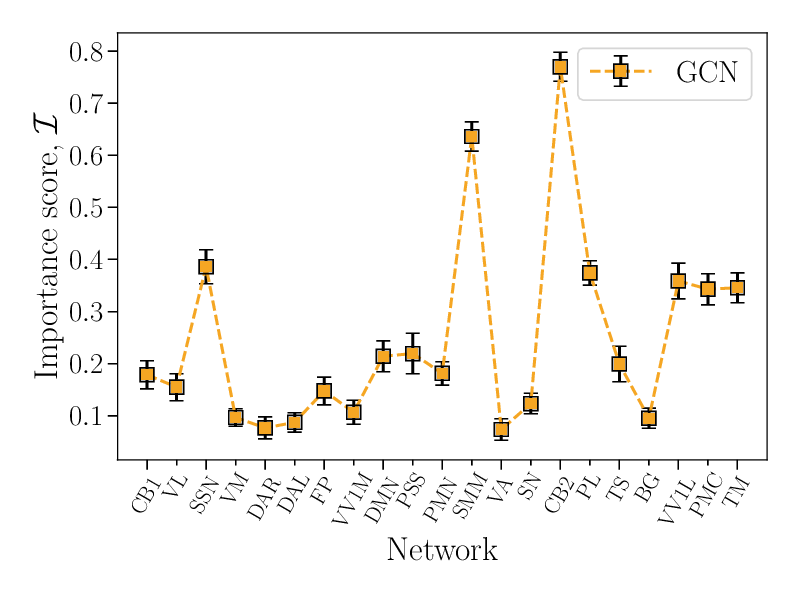 GCN
Importance score, ℐ
0.8
0.7
0.6
0.5
0.4
0.3
0.2
0.1
CB1 VL SSN VM DAR DAL FP VV1M DMN PSS PMN SMM VA SN CB2 PL TS BG VV1L PMC TM
Network